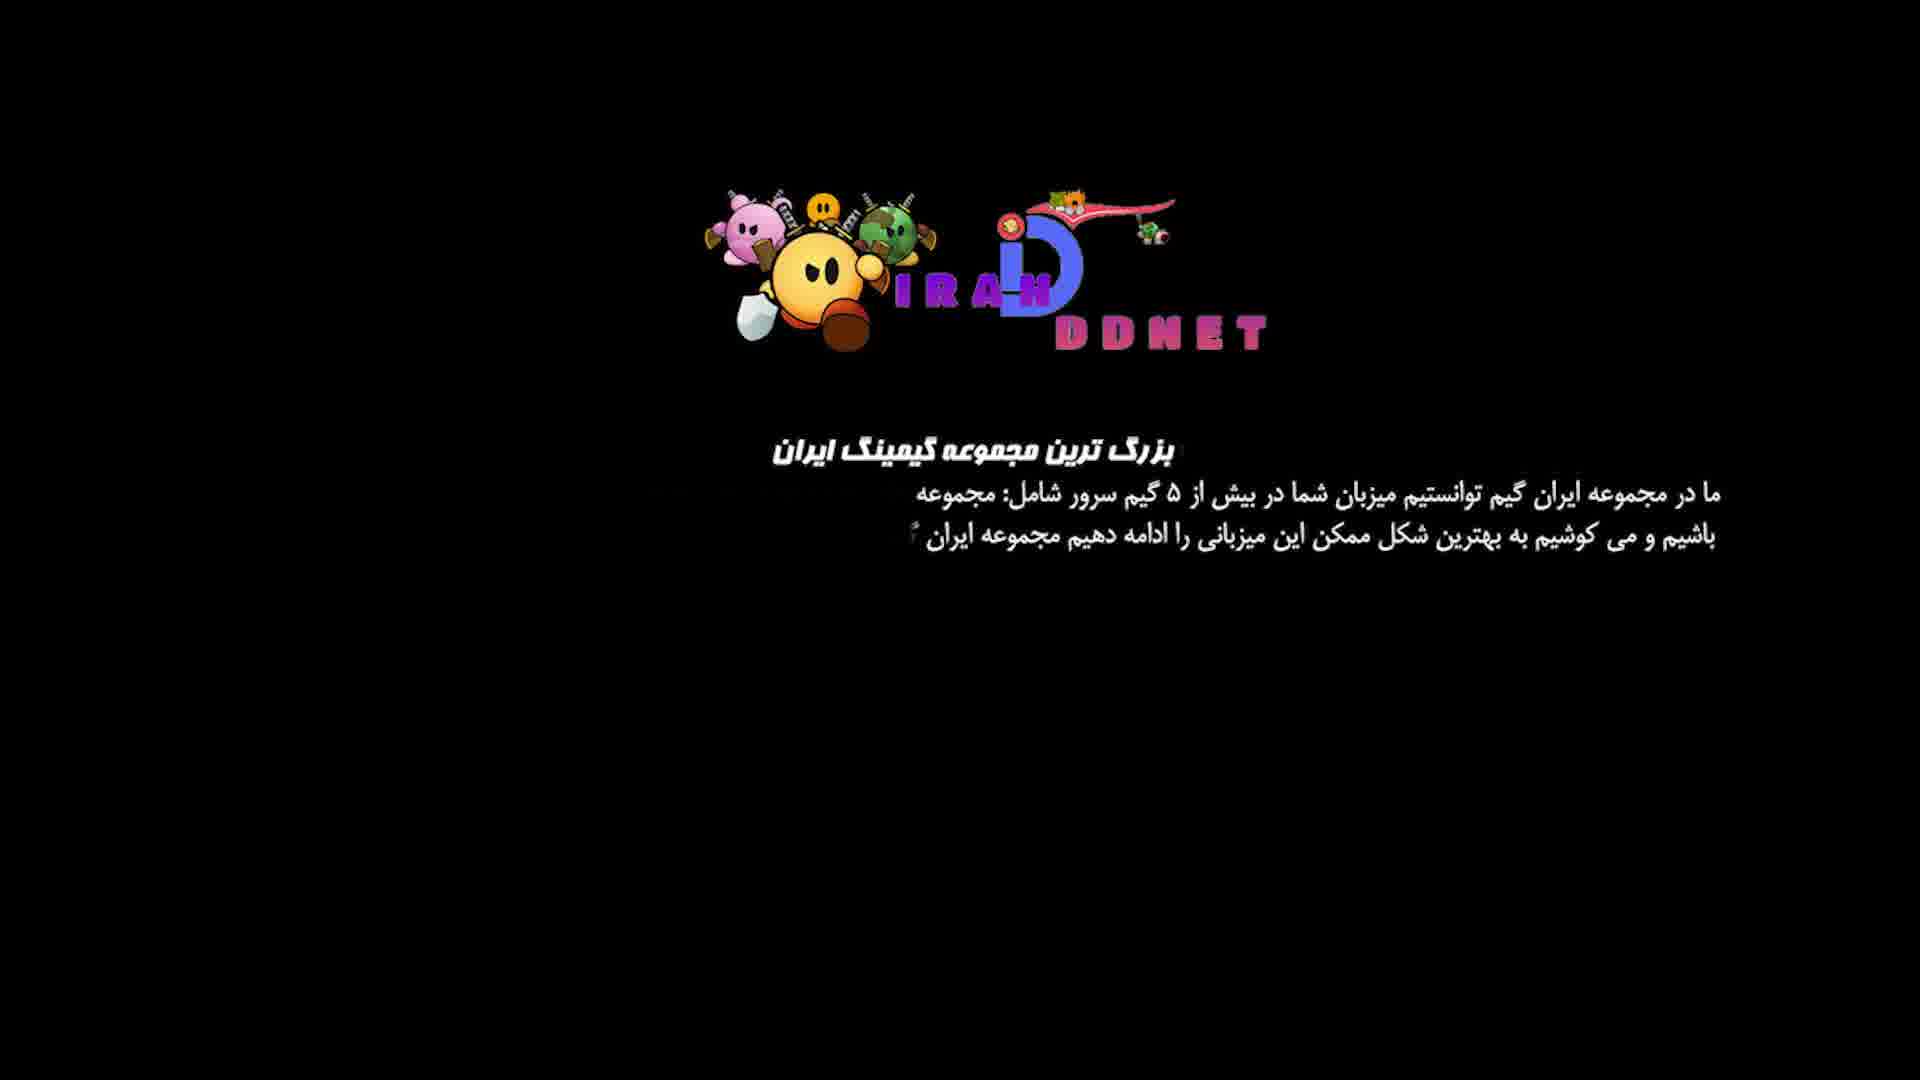 IRAN
DDNET
بزرگ ترین مجموعه گیمینگ ایران
ما در مجموعه ایران گیم توانستیم میزبان شما در بیش از ۵ گیم سرور شامل: مجموعه
باشیم و می کوشیم به بهترین شکل ممکن این میزبانی را ادامه دهیم مجموعه ایران